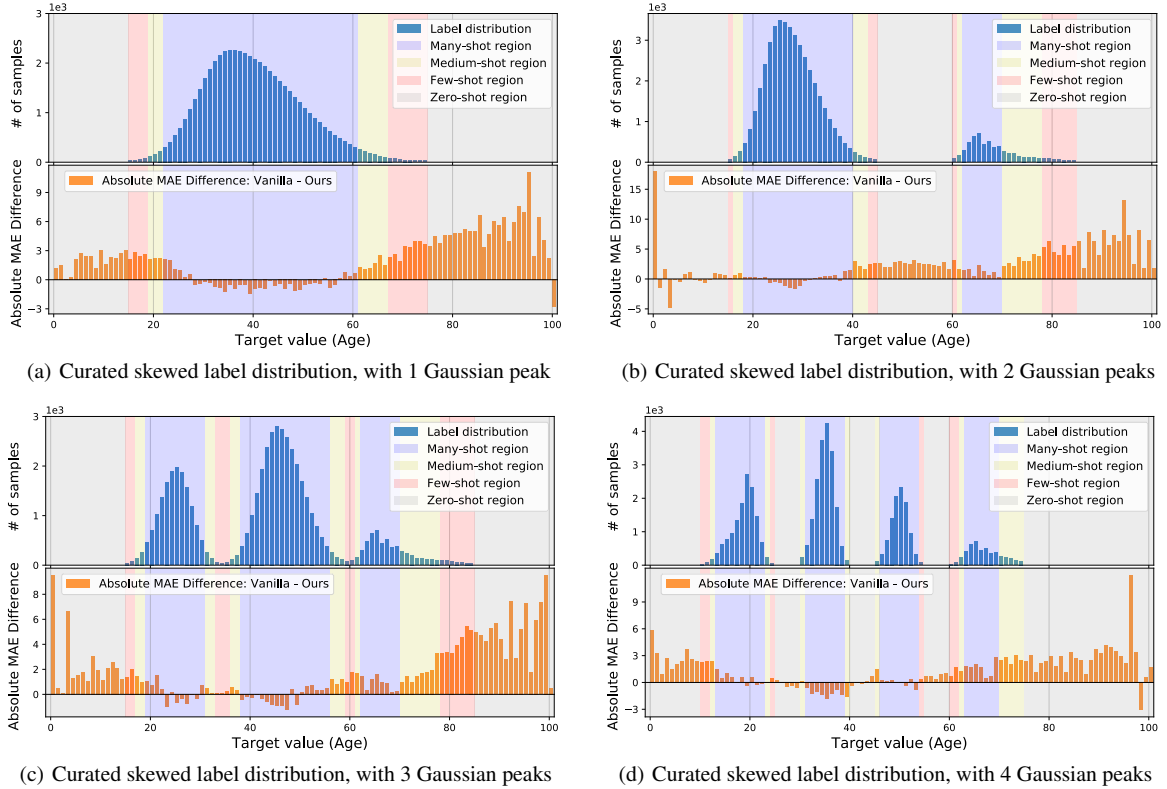 1e3
3
2
1
0
# of samples
Label distribution
Many-shot region
Medium-shot region
Few-shot region
Zero-shot region
Absolute MAE Difference: Vanilla - Ours
9
6
3
0
−3
Absolute MAE Difference
0 20 40 60 80 100
Target value (Age)
(a) Curated skewed label distribution, with 1 Gaussian peak
1e3
3
2
1
0
# of samples
Label distribution
Many-shot region
Medium-shot region
Few-shot region
Zero-shot region
Absolute MAE Difference: Vanilla - Ours
15
10
5
0
−5
Absolute MAE Difference
0 20 40 60 80 100
Target value (Age)
(b) Curated skewed label distribution, with 2 Gaussian peaks
1e3
3
2
1
0
# of samples
Label distribution
Many-shot region
Medium-shot region
Few-shot region
Zero-shot region
Absolute MAE Difference: Vanilla - Ours
8
6
4
2
0
Absolute MAE Difference
0 20 40 60 80 100
Target value (Age)
(c) Curated skewed label distribution, with 3 Gaussian peaks
1e3
4
3
2
1
0
# of samples
Label distribution
Many-shot region
Medium-shot region
Few-shot region
Zero-shot region
Absolute MAE Difference: Vanilla - Ours
9
6
3
0
−3
Absolute MAE Difference
0 20 40 60 80 100
Target value (Age)
(d) Curated skewed label distribution, with 4 Gaussian peaks